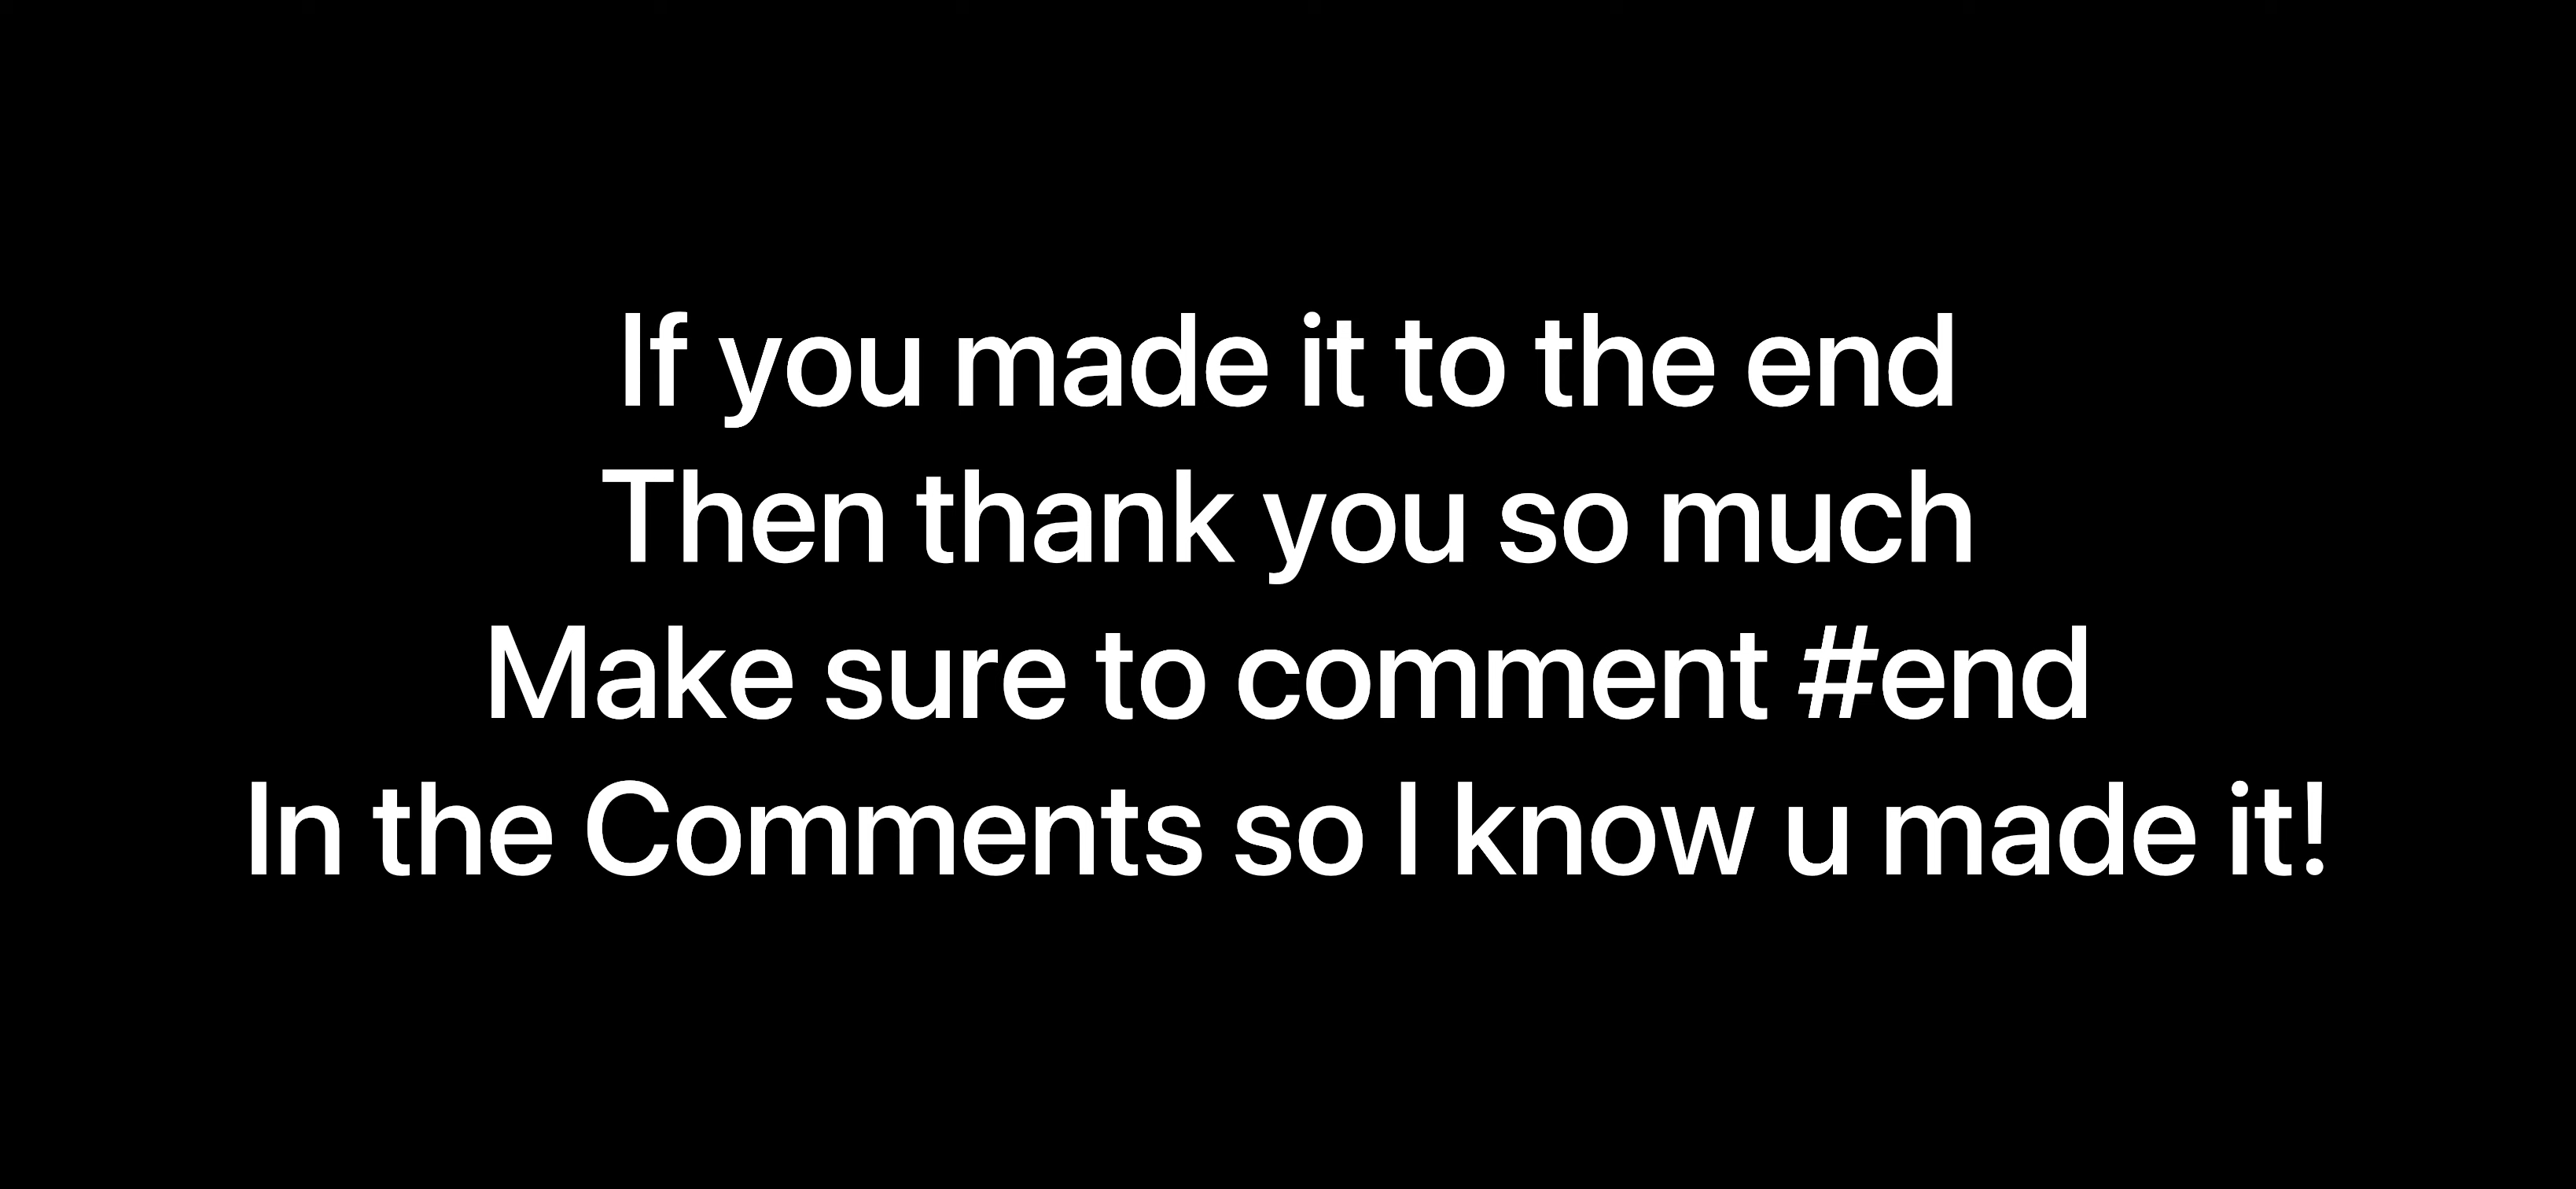 If you made it to the end
Then thank you so much
Make sure to comment #end
In the Comments so I know u made it!